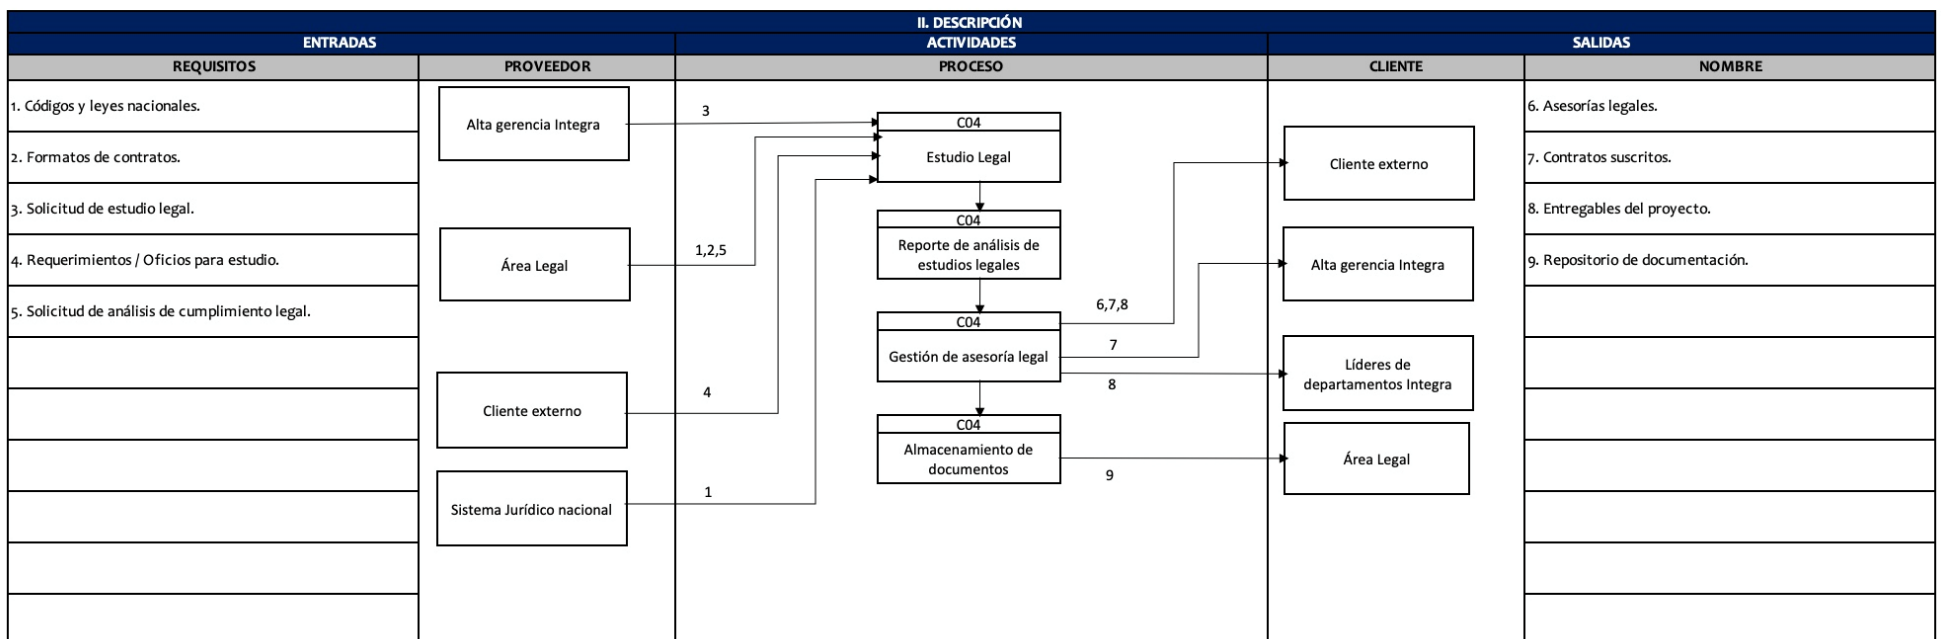 II. DESCRIPCIÓN
ENTRADAS
ACTIVIDADES
SALIDAS
REQUISITOS
PROVEEDOR
PROCESO
CLIENTE
NOMBRE
1. Códigos y leyes nacionales.
2. Formatos de contratos.
3. Solicitud de estudio legal.
4. Requerimientos / Oficios para estudio.
5. Solicitud de análisis de cumplimiento legal.
Alta gerencia Integra
Área Legal
Cliente externo
Sistema Jurídico nacional
3
1,2,5
4
1
C04
Estudio Legal
C04
Reporte de análisis de
estudios legales
C04
Gestión de asesoría legal
C04
Almacenamiento de
documentos
6,7,8
7
8
9
Cliente externo
Alta gerencia Integra
Líderes de
departamentos Integra
Área Legal
6. Asesorías legales.
7. Contratos suscritos.
8. Entregables del proyecto.
9. Repositorio de documentación.